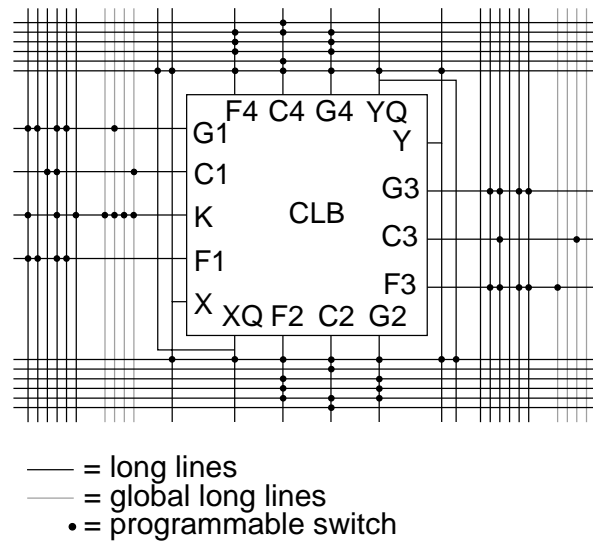 F4 C4 G4 YQ
G1
Y
C1
G3
K
CLB
C3
F1
F3
X
XQ F2 C2 G2
= long lines
= global long lines
= programmable switch